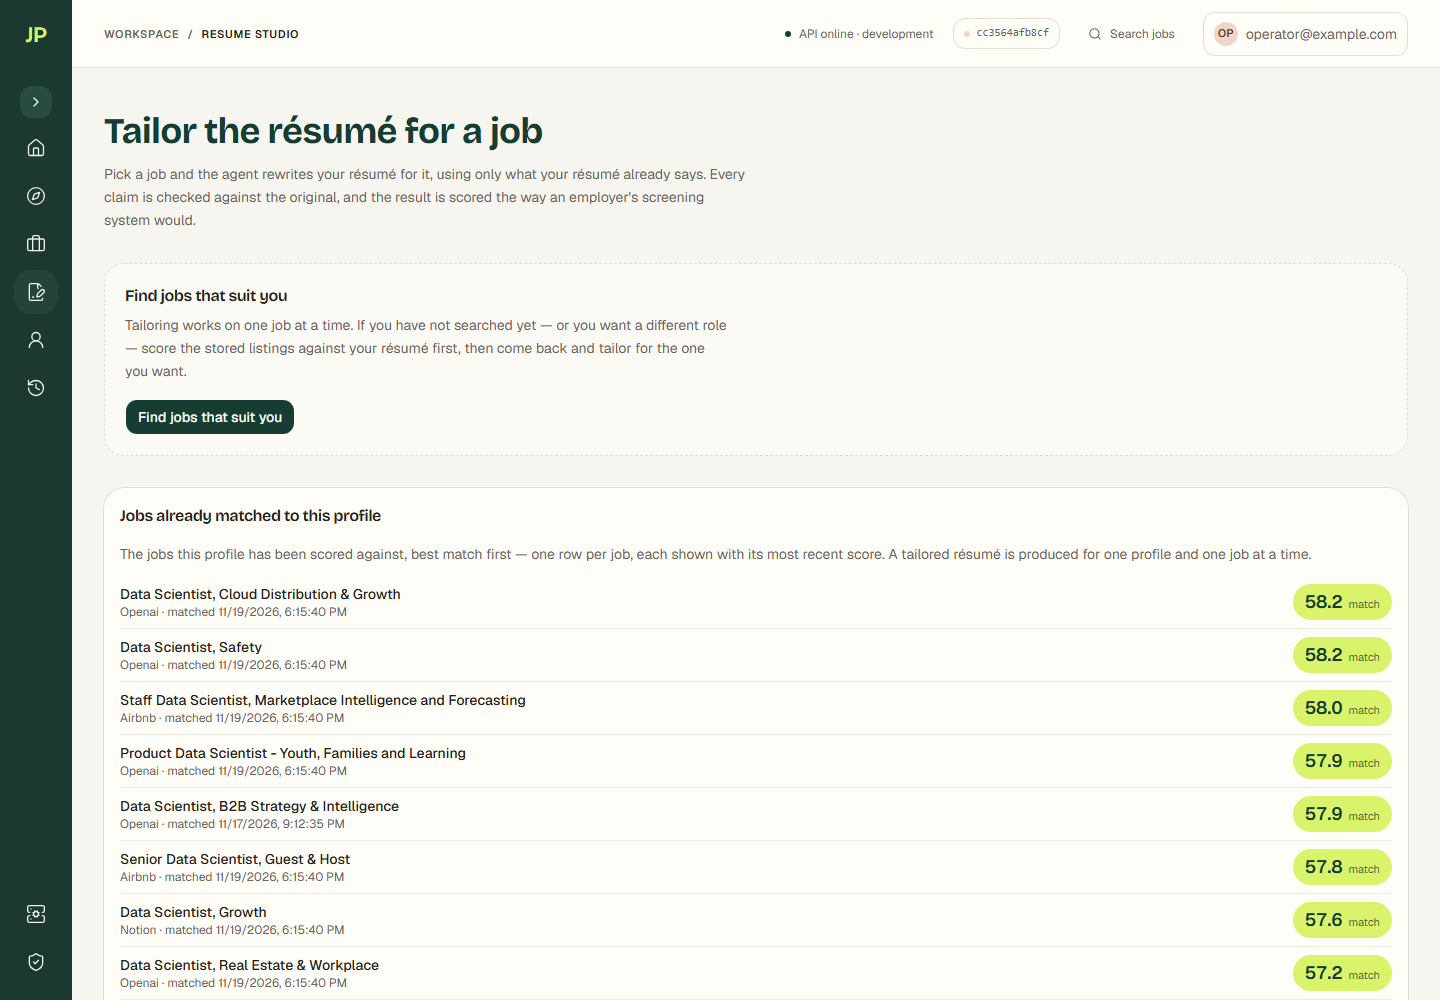 JP
WORKSPACE / RESUME STUDIO
API online · development
cc3564afb8cf
Search jobs
OP operator@example.com
Tailor the résumé for a job
Pick a job and the agent rewrites your résumé for it, using only what your résumé already says. Every
claim is checked against the original, and the result is scored the way an employer's screening
system would.
Find jobs that suit you
Tailoring works on one job at a time. If you have not searched yet — or you want a different role
— score the stored listings against your résumé first, then come back and tailor for the one
you want.
Find jobs that suit you
Jobs already matched to this profile
The jobs this profile has been scored against, best match first — one row per job, each shown with its most recent score. A tailored résumé is produced for one profile and one job at a time.
Data Scientist, Cloud Distribution & Growth
Openai · matched 11/19/2026, 6:15:40 PM
58.2 match
Data Scientist, Safety
Openai · matched 11/19/2026, 6:15:40 PM
58.2 match
Staff Data Scientist, Marketplace Intelligence and Forecasting
Airbnb · matched 11/19/2026, 6:15:40 PM
58.0 match
Product Data Scientist - Youth, Families and Learning
Openai · matched 11/19/2026, 6:15:40 PM
57.9 match
Data Scientist, B2B Strategy & Intelligence
Openai · matched 11/17/2026, 9:12:35 PM
57.9 match
Senior Data Scientist, Guest & Host
Airbnb · matched 11/19/2026, 6:15:40 PM
57.8 match
Data Scientist, Growth
Notion · matched 11/19/2026, 6:15:40 PM
57.6 match
Data Scientist, Real Estate & Workplace
Openai · matched 11/19/2026, 6:15:40 PM
57.2 match